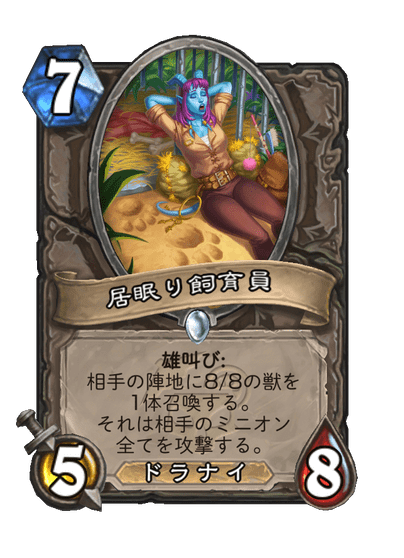 7
居眠り飼育員
雄叫び:
相手の陣地に8/8の獣を
1体召喚する。
それは相手のミニオン
全てを攻撃する。
5
ドラナイ
8